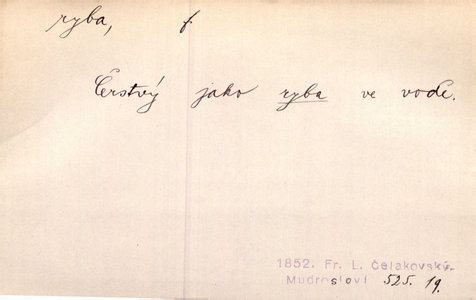 ryba, f.
Čerstvý jako ryba ve vodě.
1852. Fr. L. Čelakovský.
Mudrosloví 525. 19.